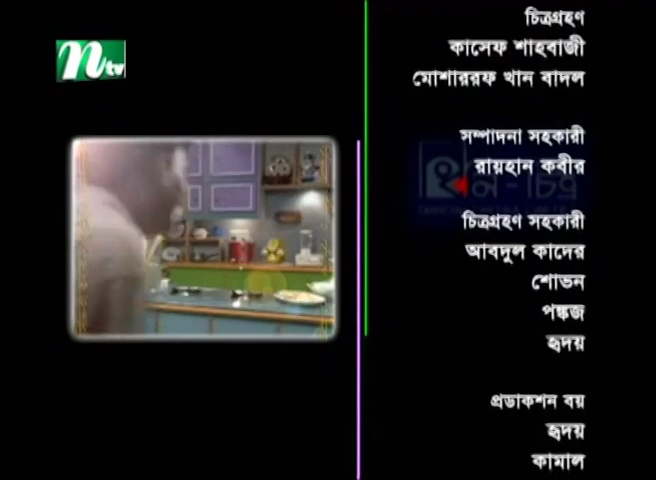 ntv
চিত্রগ্রহণ
কাসেফ শাহবাজী
মোশাররফ খান বাদল
সম্পাদনা সহকারী
রায়হান কবীর
চিত্রগ্রহণ সহকারী
আবদুল কাদের
শোভন
পঙ্কজ
হৃদয়
প্রডাকশন বয়
হৃদয়
কামাল